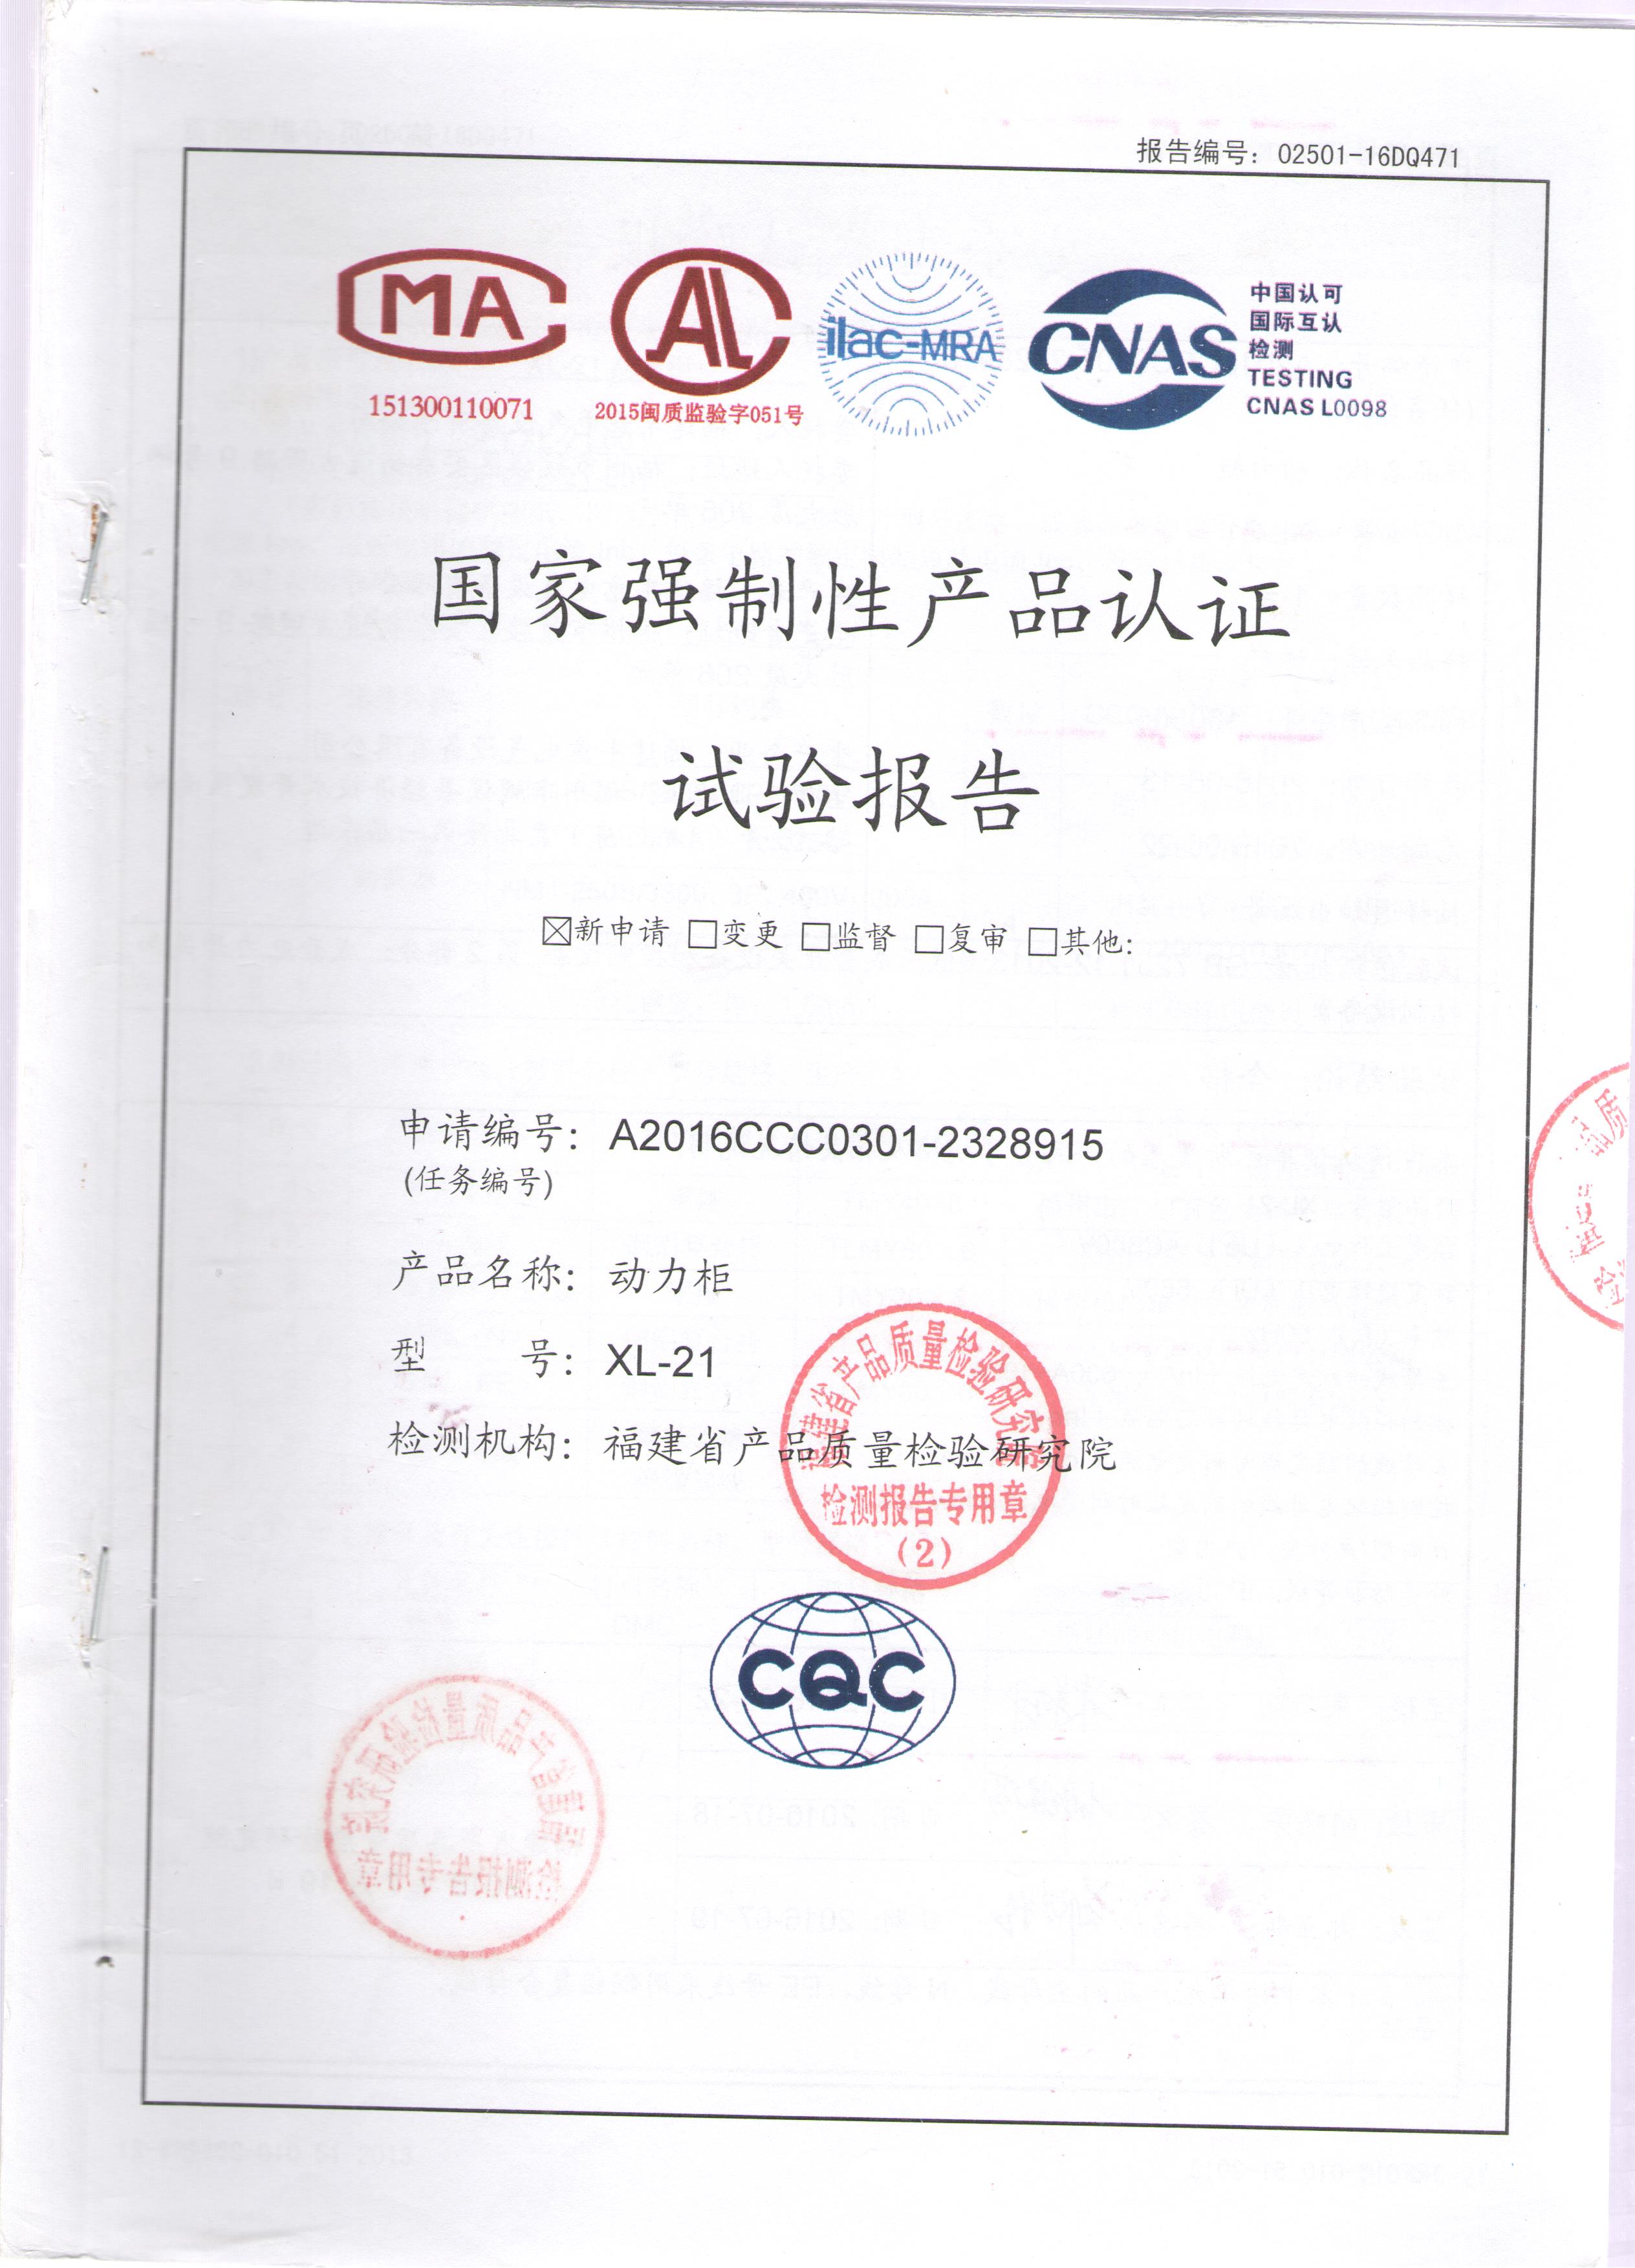 报告编号：02501-16DQ471
MA
151300110071
AL
2015闽质监验字051号
ilac-MRA
CNAS
中国认可
国际互认
检测
TESTING
CNAS L0098
国家强制性产品认证
试验报告
☒新申请 □变更 □监督 □复审 □其他:
申请编号：A2016CCC0301-2328915
(任务编号)
产品名称：动力柜
型 号：XL-21
检测机构：福建省产品质量检验研究院
福建省产品质量检验研究院
检测报告专用章
(2)
CQC